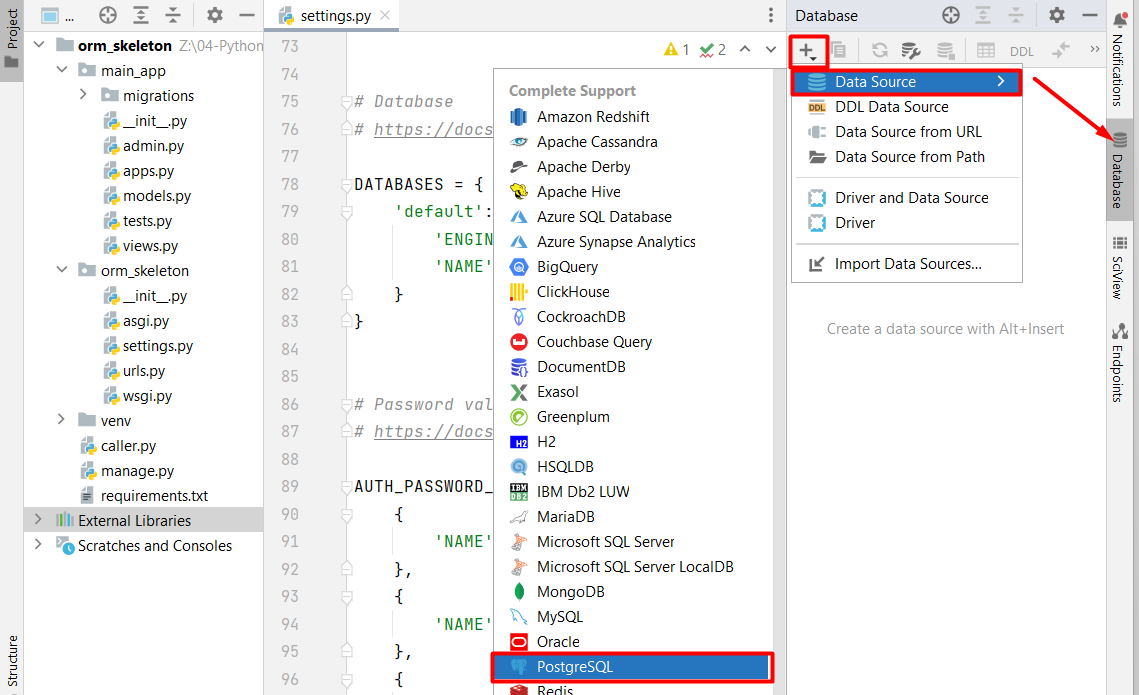 Project
Structure
...
orm_skeleton Z:\04-Python
main_app
migrations
__init__.py
admin.py
apps.py
models.py
tests.py
views.py
orm_skeleton
__init__.py
asgi.py
settings.py
urls.py
wsgi.py
venv
caller.py
manage.py
requirements.txt
External Libraries
Scratches and Consoles
settings.py
1 2
73
74
75 # Database
76 # https://docs
77
78 DATABASES = {
79 'default':
80 'ENGIN
81 'NAME'
82 }
83 }
84
85
86 # Password val
87 # https://docs
88
89 AUTH_PASSWORD_
90 {
91 'NAME'
92 },
93 {
94 'NAME'
95 },
96 {
Complete Support
Amazon Redshift
Apache Cassandra
Apache Derby
Apache Hive
Azure SQL Database
Azure Synapse Analytics
BigQuery
ClickHouse
CockroachDB
Couchbase Query
DocumentDB
Exasol
Greenplum
H2 H2
HSQLDB
IBM DB2 IBM Db2 LUW
MariaDB
Microsoft SQL Server
Microsoft SQL Server LocalDB
MongoDB
MySQL
Oracle
PostgreSQL
Redis
Database
DDL
Data Source
DDL DDL Data Source
Data Source from URL
Data Source from Path
Driver and Data Source
Driver
Import Data Sources...
Create a data source with Alt+Insert
Notifications
Database
SciView
Endpoints